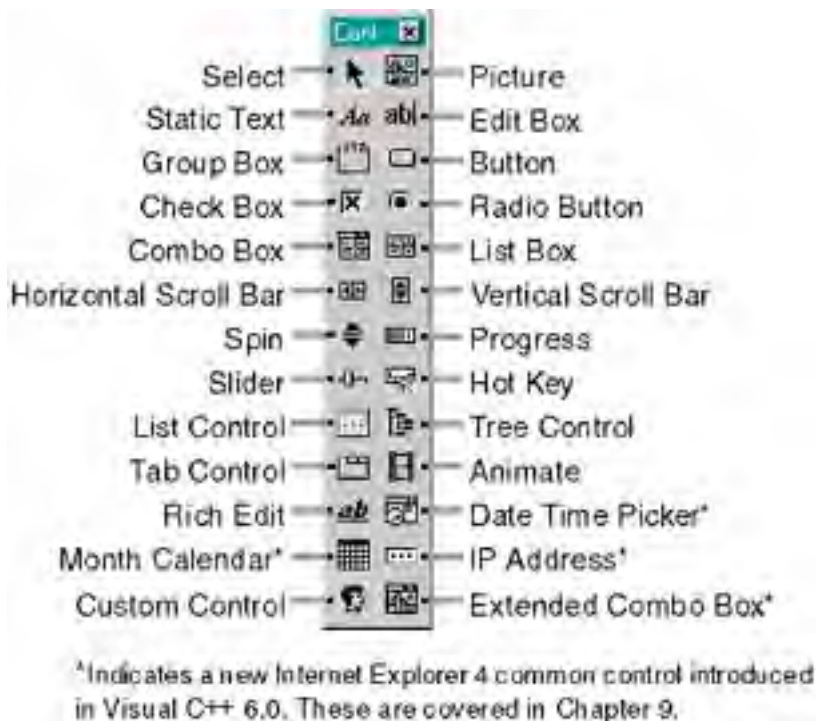 Select Picture
Static Text Aa ab Edit Box
Group Box Button
Check Box Radio Button
Combo Box List Box
Horizontal Scroll Bar Vertical Scroll Bar
Spin Progress
Slider Hot Key
List Control Tree Control
Tab Control Animate
Rich Edit ab Date Time Picker*
Month Calendar* IP Address*
Custom Control Extended Combo Box*
*Indicates a new Internet Explorer 4 common control introduced
in Visual C++ 6.0. These are covered in Chapter 9.